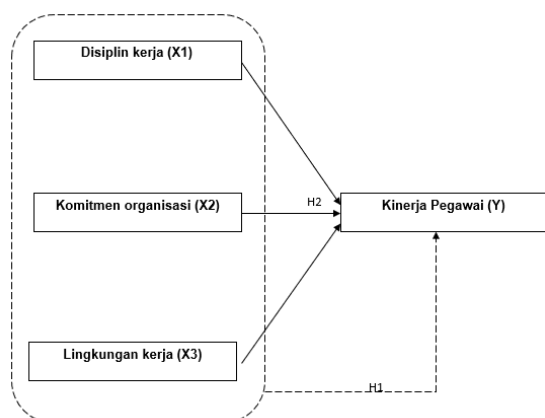 Disiplin kerja (X1)
Komitmen organisasi (X2)
H2
Kinerja Pegawai (Y)
Lingkungan kerja (X3)
H1